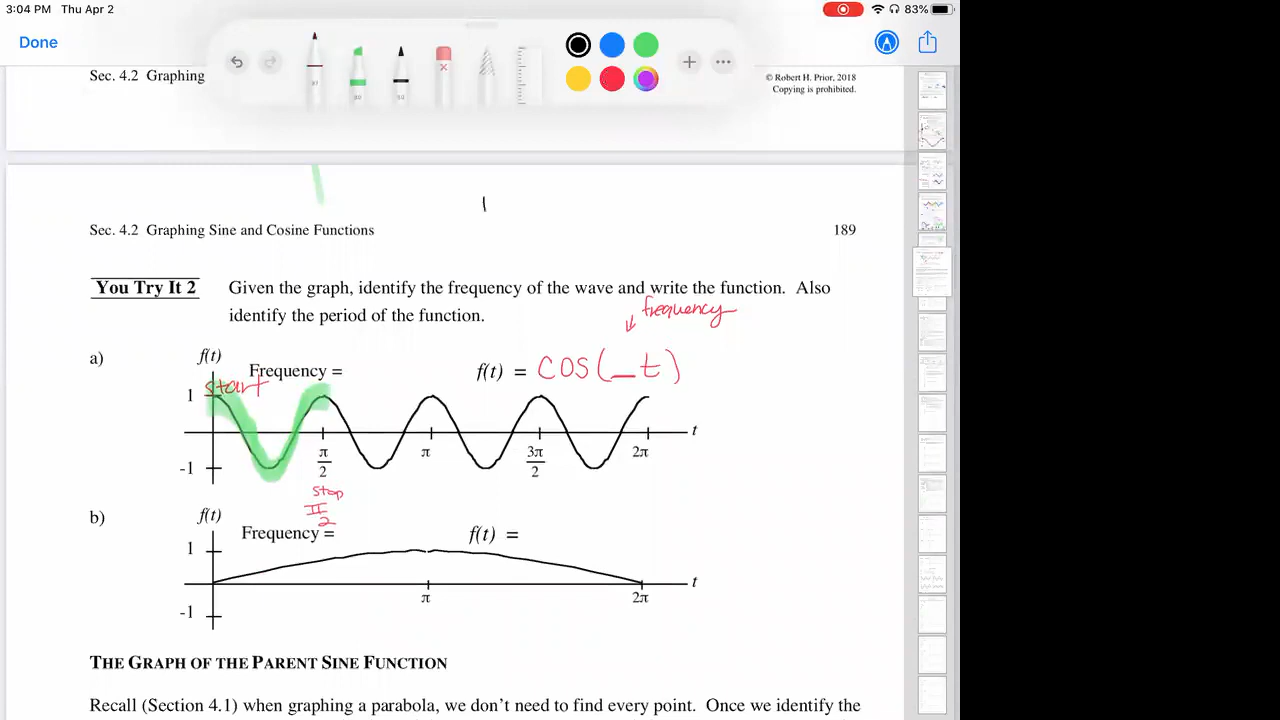 3:04 PM Thu Apr 2
83%
Done
Sec. 4.2 Graphing
© Robert H. Prior, 2018
Copying is prohibited.
Sec. 4.2 Graphing Sine and Cosine Functions
189
You Try It 2 Given the graph, identify the frequency of the wave and write the function. Also
identify the period of the function.
frequency
a)
f(t)
Frequency =
f(t) = cos(_t)
start
1
t
-1
π/2
π
3π/2
2π
stop
π/2
b)
f(t)
Frequency =
f(t) =
1
t
-1
π
2π
THE GRAPH OF THE PARENT SINE FUNCTION
Recall (Section 4.1) when graphing a parabola, we don't need to find every point. Once we identify the